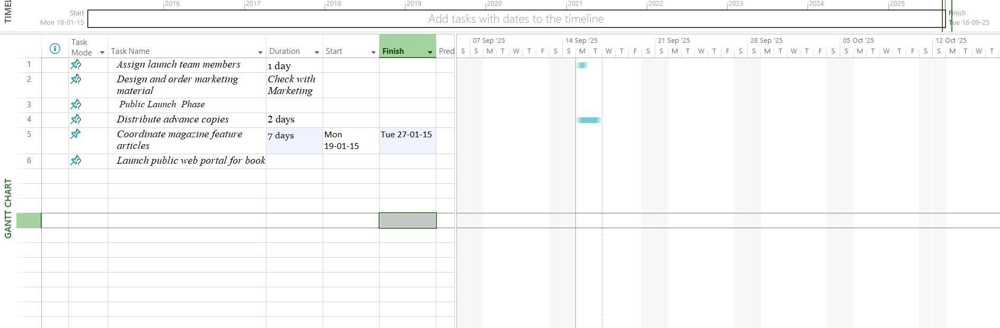 TIMEL
2016 2017 2018 2019 2020 2021 2022 2023 2024 2025
Start
Mon 19-01-15
Add tasks with dates to the timeline
Finish
Tue 16-09-25
GANTT CHART
Task Mode Task Name Duration Start Finish Pred
07 Sep '25 14 Sep '25 21 Sep '25 28 Sep '25 05 Oct '25 12 Oct '25
S S M T W T F S S M T W T F S S M T W T F S S M T W T F S S M T W T F S S M T W T
1 Assign launch team members 1 day
2 Design and order marketing Check with
material Marketing
3 Public Launch Phase
4 Distribute advance copies 2 days
5 Coordinate magazine feature 7 days Mon Tue 27-01-15
articles 19-01-15
6 Launch public web portal for book